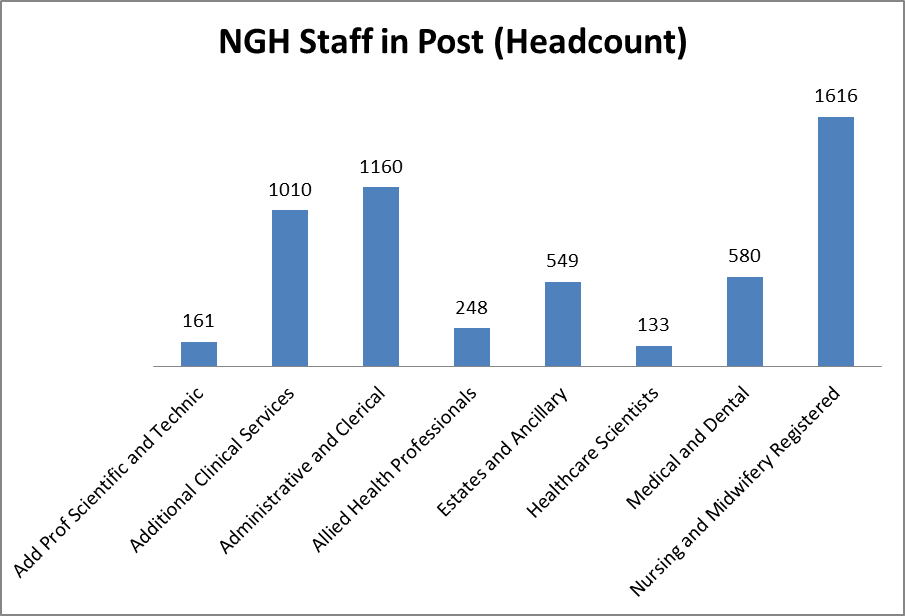 NGH Staff in Post (Headcount)
161
1010
1160
248
549
133
580
1616
Add Prof Scientific and Technic
Additional Clinical Services
Administrative and Clerical
Allied Health Professionals
Estates and Ancillary
Healthcare Scientists
Medical and Dental
Nursing and Midwifery Registered